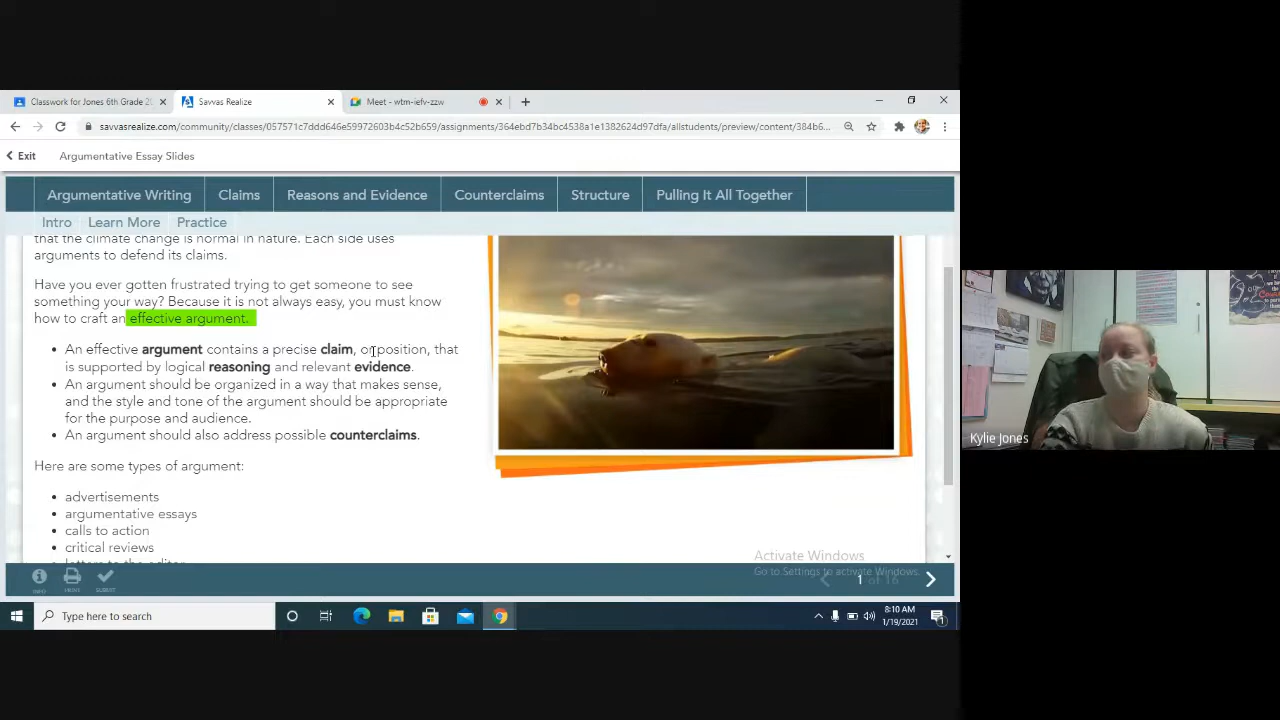 Classwork for Jones 6th Grade 2
Savvas Realize
Meet - wtm-iefv-zzw
savvasrealize.com/community/classes/057571c7ddd646e59972603b4c52b659/assignments/364ebd7b34bc4538a1e1382624d97dfa/allstudents/preview/content/384b6...
Exit
Argumentative Essay Slides
Argumentative Writing
Claims
Reasons and Evidence
Counterclaims
Structure
Pulling It All Together
Intro
Learn More
Practice
that the climate change is normal in nature. Each side uses
arguments to defend its claims.
Have you ever gotten frustrated trying to get someone to see
something your way? Because it is not always easy, you must know
how to craft an effective argument.
• An effective argument contains a precise claim, or position, that
is supported by logical reasoning and relevant evidence.
• An argument should be organized in a way that makes sense,
and the style and tone of the argument should be appropriate
for the purpose and audience.
• An argument should also address possible counterclaims.
Here are some types of argument:
• advertisements
• argumentative essays
• calls to action
• critical reviews
Activate Windows
Go to Settings to activate Windows.
1 of 16
INFO
PRINT
SUBMIT
Type here to search
8:10 AM
1/19/2021
Kylie Jones